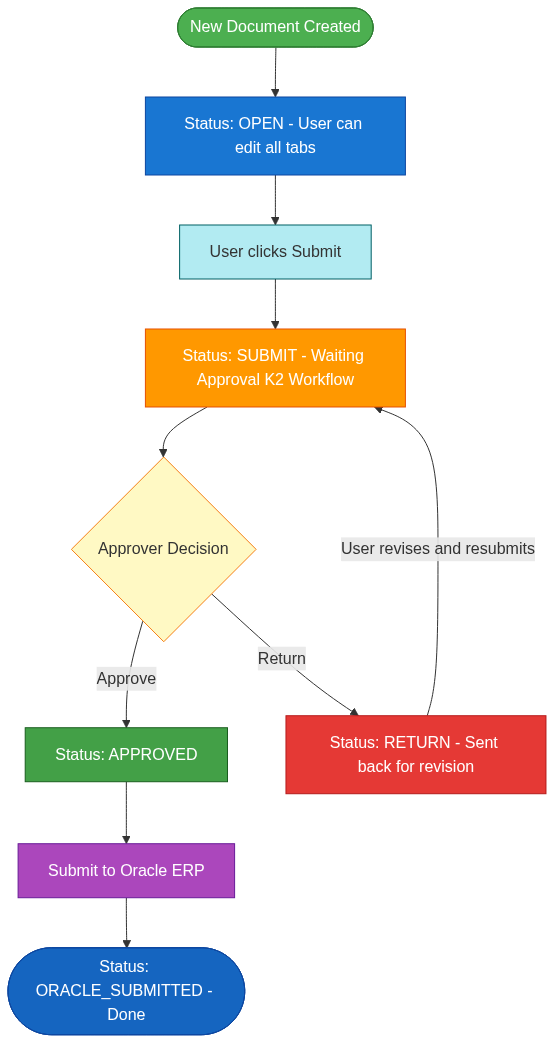 New Document Created
Status: OPEN - User can
edit all tabs
User clicks Submit
Status: SUBMIT - Waiting
Approval K2 Workflow
Approver Decision
User revises and resubmits
Return
Approve
Status: RETURN - Sent
back for revision
Status: APPROVED
Submit to Oracle ERP
Status:
ORACLE_SUBMITTED -
Done